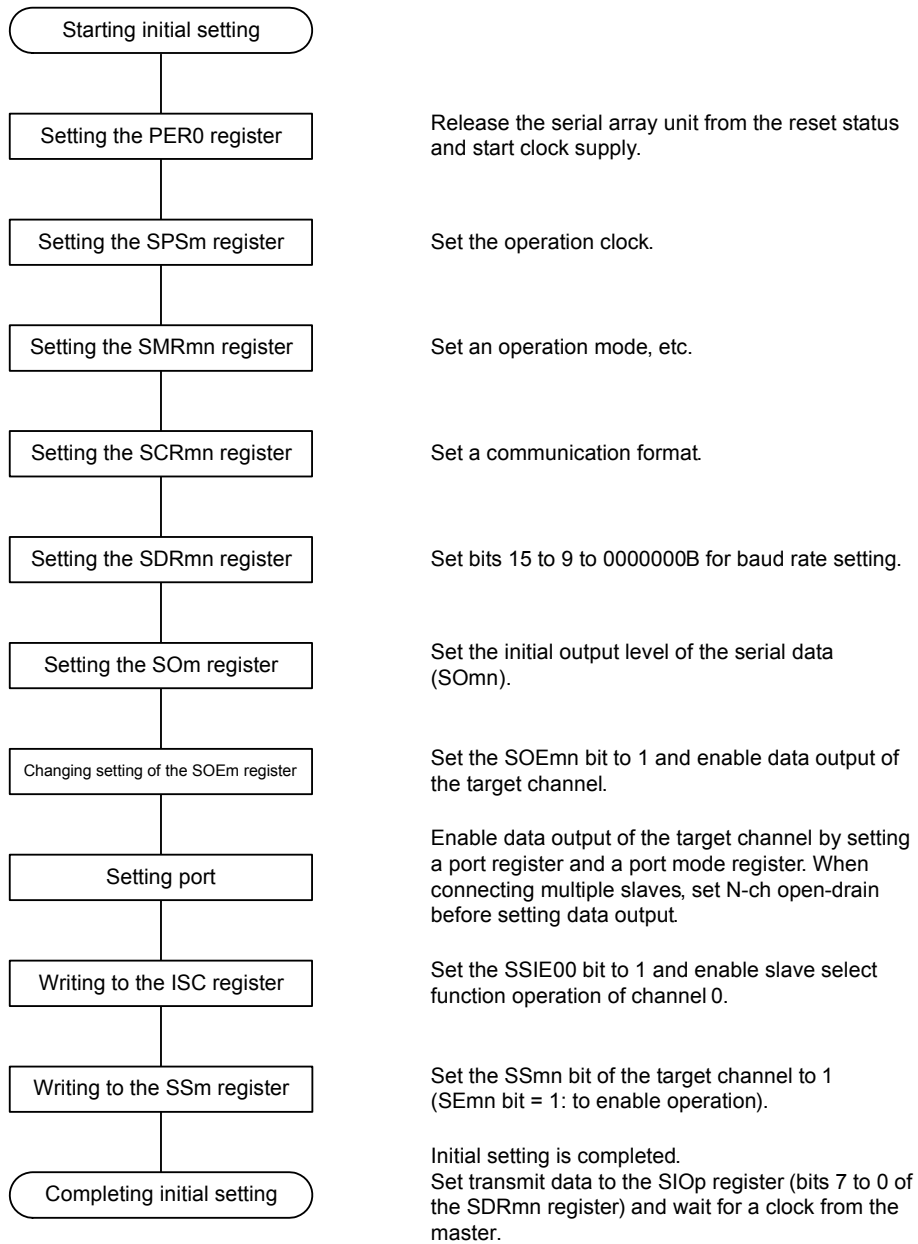 Starting initial setting
Setting the PER0 register
Release the serial array unit from the reset status
and start clock supply.
Setting the SPSm register
Set the operation clock.
Setting the SMRmn register
Set an operation mode, etc.
Setting the SCRmn register
Set a communication format.
Setting the SDRmn register
Set bits 15 to 9 to 0000000B for baud rate setting.
Setting the SOm register
Set the initial output level of the serial data
(SOmn).
Changing setting of the SOEm register
Set the SOEmn bit to 1 and enable data output of
the target channel.
Setting port
Enable data output of the target channel by setting
a port register and a port mode register. When
connecting multiple slaves, set N-ch open-drain
before setting data output.
Writing to the ISC register
Set the SSIE00 bit to 1 and enable slave select
function operation of channel 0.
Writing to the SSm register
Set the SSmn bit of the target channel to 1
(SEmn bit = 1: to enable operation).
Completing initial setting
Initial setting is completed.
Set transmit data to the SIOp register (bits 7 to 0 of
the SDRmn register) and wait for a clock from the
master.